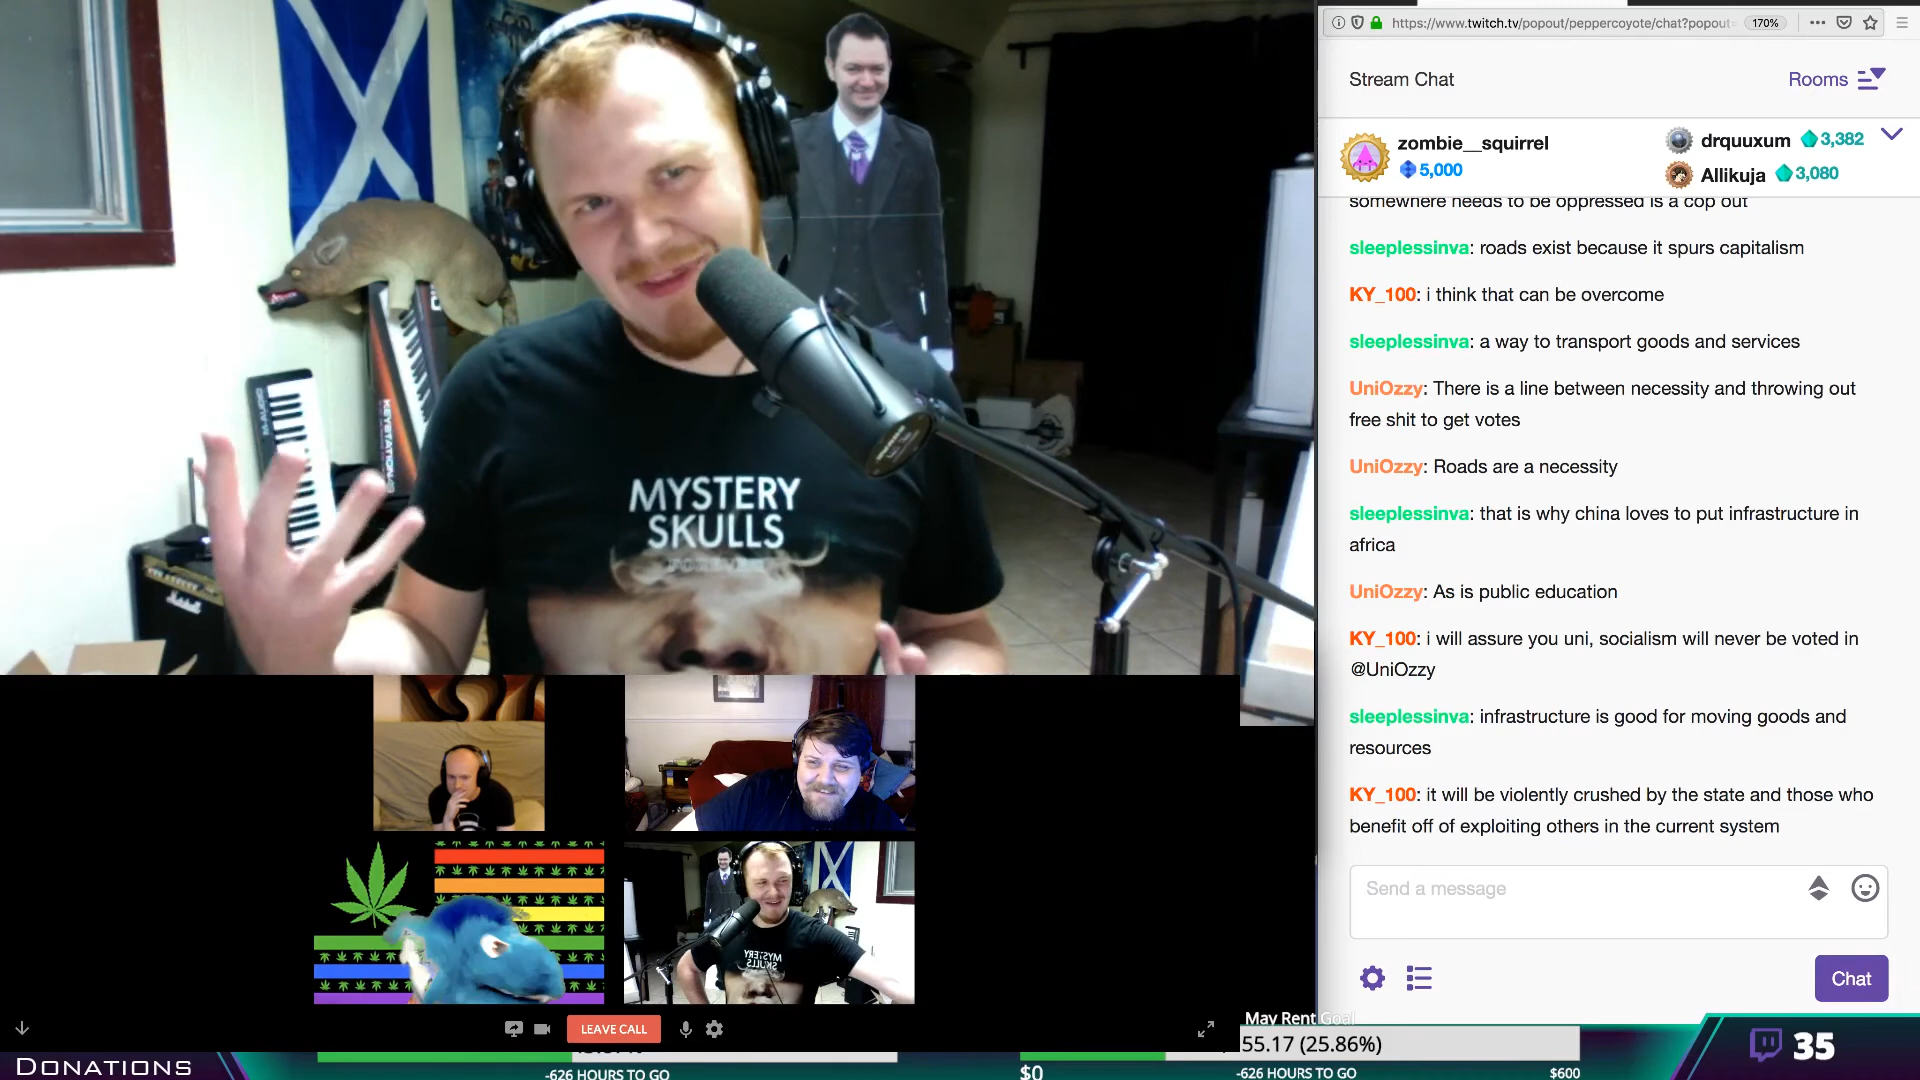 https://www.twitch.tv/popout/peppercoyote/chat?popout=
170%
Stream Chat
Rooms
zombie__squirrel
5,000
drquuxum 3,382
Allikuja 3,080
somewhere needs to be oppressed is a cop out
sleeplessinva: roads exist because it spurs capitalism
KY_100: i think that can be overcome
sleeplessinva: a way to transport goods and services
UniOzzy: There is a line between necessity and throwing out
free shit to get votes
UniOzzy: Roads are a necessity
sleeplessinva: that is why china loves to put infrastructure in
africa
UniOzzy: As is public education
KY_100: i will assure you uni, socialism will never be voted in
@UniOzzy
sleeplessinva: infrastructure is good for moving goods and
resources
KY_100: it will be violently crushed by the state and those who
benefit off of exploiting others in the current system
Send a message
Chat
MYSTERY
SKULLS
M-AUDIO
KEYSTATION
Marshall
MYSTERY
SKULLS
LEAVE CALL
May Rent Goal
55.17 (25.86%)
DONATIONS
-626 HOURS TO GO
$0
-626 HOURS TO GO
$600
35